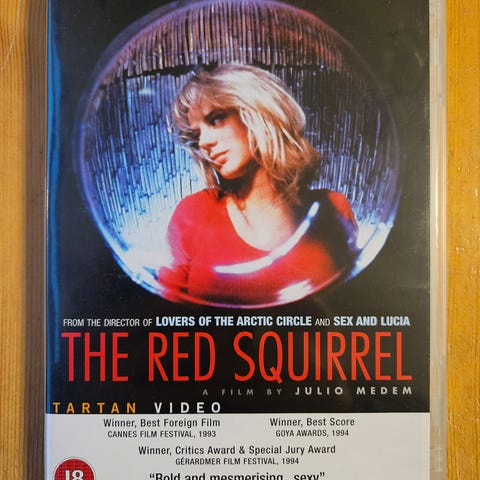 FROM THE DIRECTOR OF LOVERS OF THE ARCTIC CIRCLE AND SEX AND LUCIA
THE RED SQUIRREL
A FILM BY JULIO MEDEM
TARTAN VIDEO
Winner, Best Foreign Film
CANNES FILM FESTIVAL, 1993
Winner, Best Score
GOYA AWARDS, 1994
Winner, Critics Award & Special Jury Award
GÉRARDMER FILM FESTIVAL, 1994
18
"Bold and mesmerising...sexy"